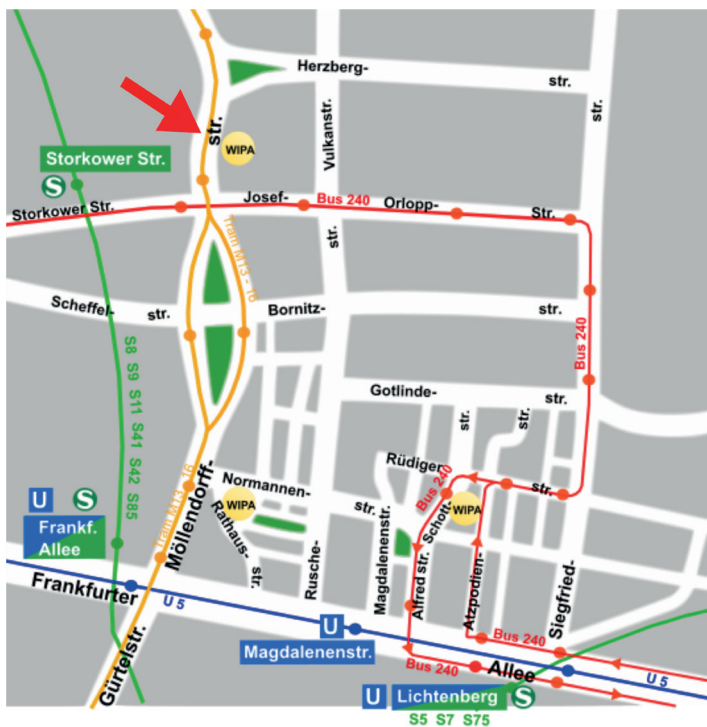 Herzberg-
str.
str.
str.
Vulkanstr.
WIPA
Storkower Str.
S
Storkower Str.
Josef-
Bus 240
Orlopp-
Str.
Tram M13 - 16
str.
Scheffel-
str.
Bornitz-
str.
Bus 240
S8 S9 S11 S41 S42 S85
Gotlinde-
str.
str.
str.
Rüdiger-
Bus 240
str.
Normannen-
str.
U
S
Frankf.
Allee
Tram M13 - 16
Möllendorff-
WIPA
Rathaus-
str.
Rusche-
Magdalenenstr.
Schott-
WIPA
Alfred str.
Atzpodien-
Siegfried-
Frankfurter
U 5
U
Magdalenenstr.
Bus 240
Bus 240
Allee
U 5
Gürtelstr.
U
Lichtenberg
S
S5 S7 S75